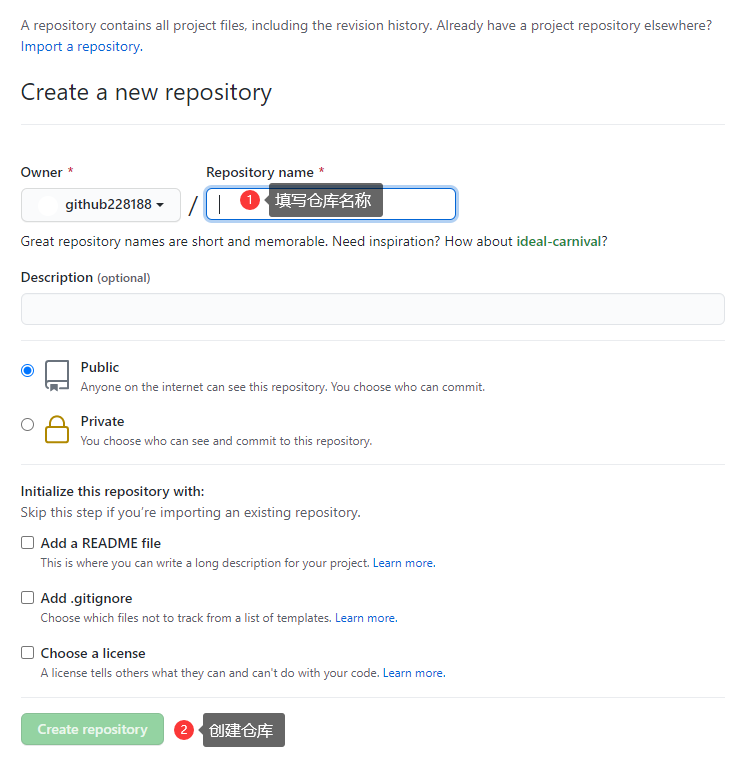 A repository contains all project files, including the revision history. Already have a project repository elsewhere?
Import a repository.
Create a new repository
Owner * Repository name *
github228188 / 1 填写仓库名称
Great repository names are short and memorable. Need inspiration? How about ideal-carnival?
Description (optional)
Public
Anyone on the internet can see this repository. You choose who can commit.
Private
You choose who can see and commit to this repository.
Initialize this repository with:
Skip this step if you’re importing an existing repository.
Add a README file
This is where you can write a long description for your project. Learn more.
Add .gitignore
Choose which files not to track from a list of templates. Learn more.
Choose a license
A license tells others what they can and can't do with your code. Learn more.
Create repository 2 创建仓库